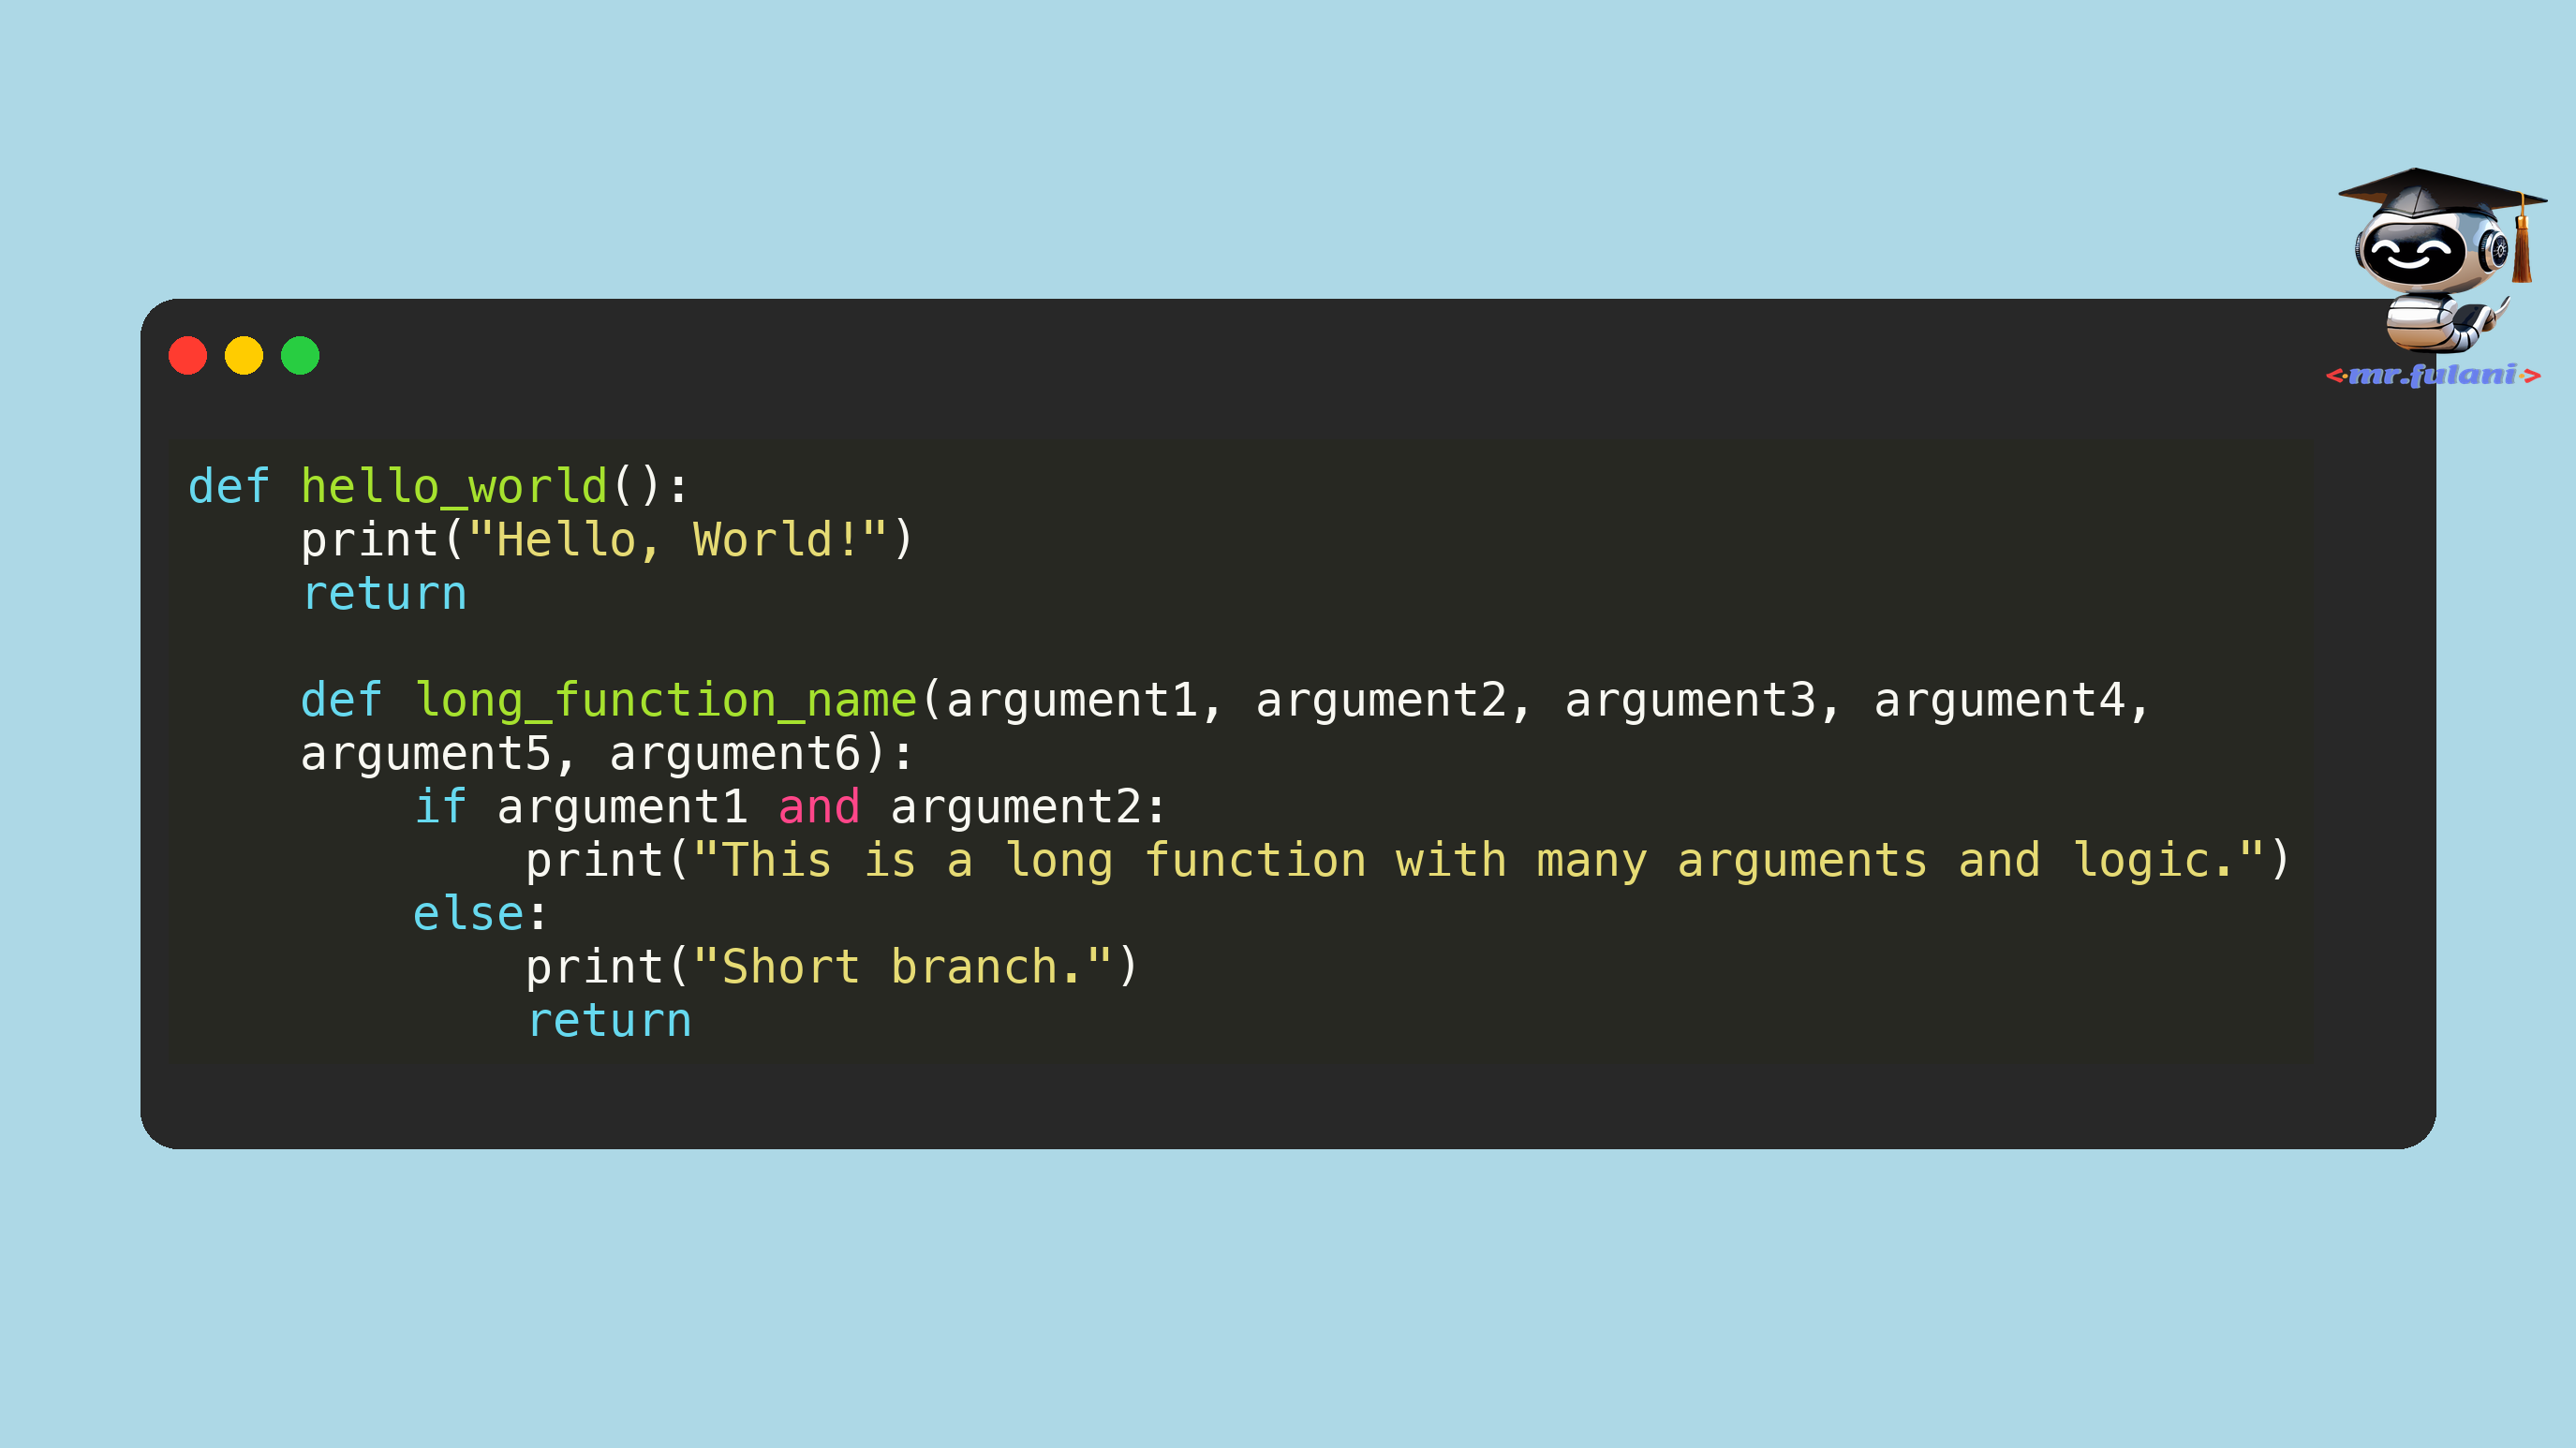 <mr.fulani>
def hello_world():
    print("Hello, World!")
    return

    def long_function_name(argument1, argument2, argument3, argument4,
    argument5, argument6):
        if argument1 and argument2:
            print("This is a long function with many arguments and logic.")
        else:
            print("Short branch.")
            return